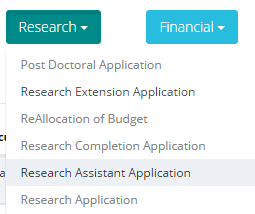 Research Financial
Post Doctoral Application
Research Extension Application
ReAllocation of Budget
Research Completion Application
Research Assistant Application
Research Application